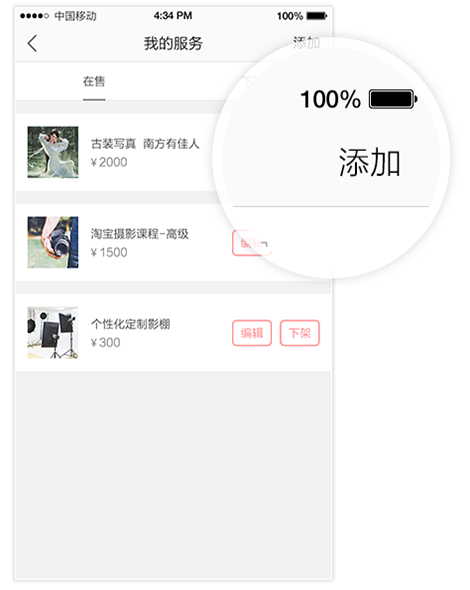 ●●●●○ 中国移动 4:34 PM 100%
我的服务 添加
在售
100%
添加
古装写真 南方有佳人
¥2000
淘宝摄影课程-高级
¥1500
个性化定制影棚
¥300
编辑 下架